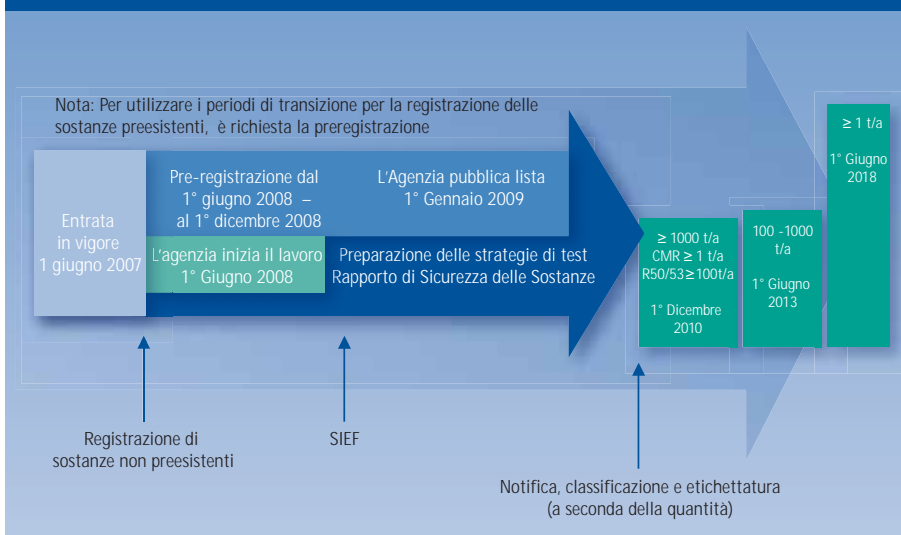 Nota: Per utilizzare i periodi di transizione per la registrazione delle
sostanze preesistenti, è richiesta la preregistrazione
Entrata
in vigore
1 giugno 2007
Pre-registrazione dal
1° giugno 2008 –
al 1° dicembre 2008
L'Agenzia pubblica lista
1° Gennaio 2009
L'agenzia inizia il lavoro
1° Giugno 2008
Preparazione delle strategie di test
Rapporto di Sicurezza delle Sostanze
≥ 1000 t/a
CMR ≥ 1 t/a
R50/53≥100t/a
1° Dicembre
2010
100 -1000
t/a
1° Giugno
2013
≥ 1 t/a
1° Giugno
2018
Registrazione di
sostanze non preesistenti
SIEF
Notifica, classificazione e etichettatura
(a seconda della quantità)